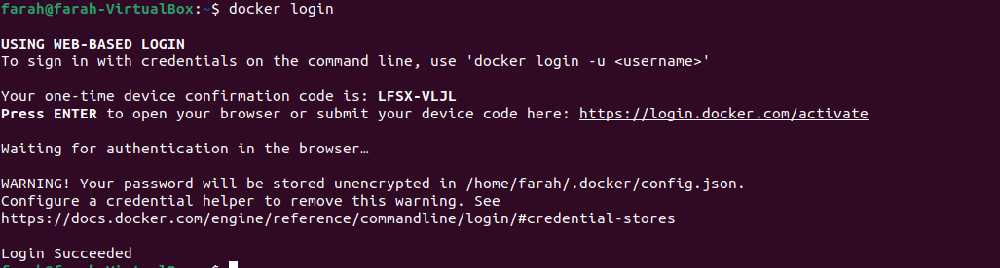 farah@farah-VirtualBox:~$ docker login
USING WEB-BASED LOGIN
To sign in with credentials on the command line, use 'docker login -u <username>'
Your one-time device confirmation code is: LFSX-VLJL
Press ENTER to open your browser or submit your device code here: https://login.docker.com/activate
Waiting for authentication in the browser…
WARNING! Your password will be stored unencrypted in /home/farah/.docker/config.json.
Configure a credential helper to remove this warning. See
https://docs.docker.com/engine/reference/commandline/login/#credential-stores
Login Succeeded
farah@farah-VirtualBox:~$